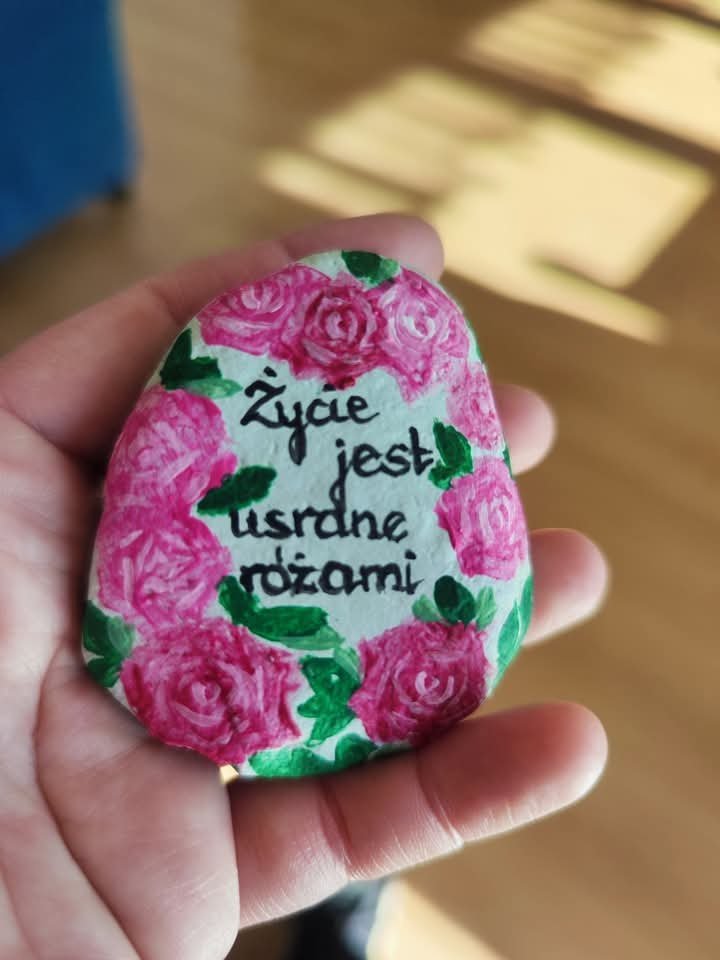 Życie
jest
usrane
różami